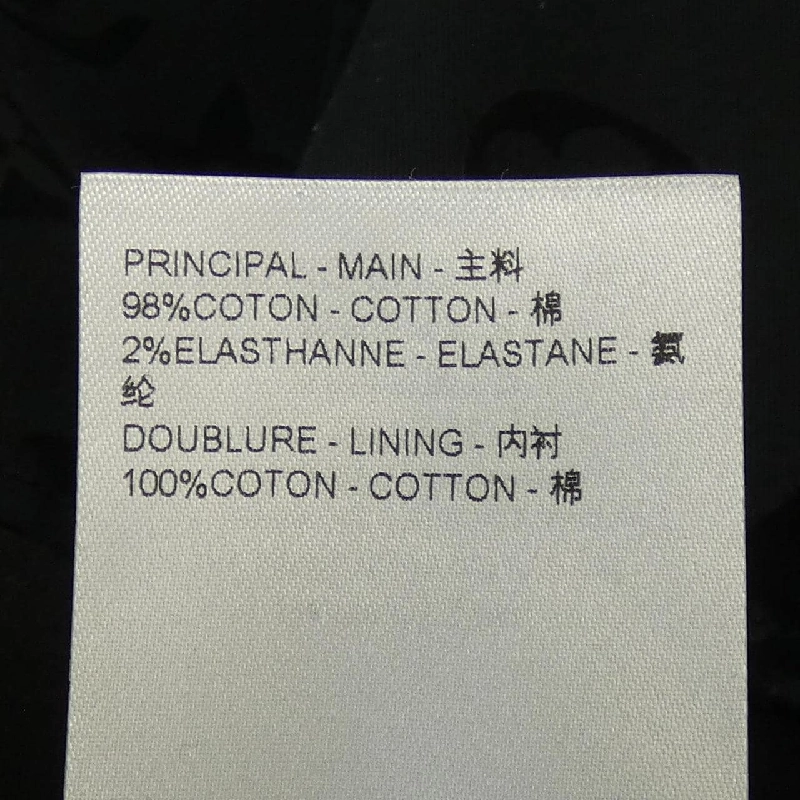 PRINCIPAL - MAIN - 主料
98%COTON - COTTON - 棉
2%ELASTHANNE - ELASTANE - 氨
纶
DOUBLURE - LINING - 内衬
100%COTON - COTTON - 棉